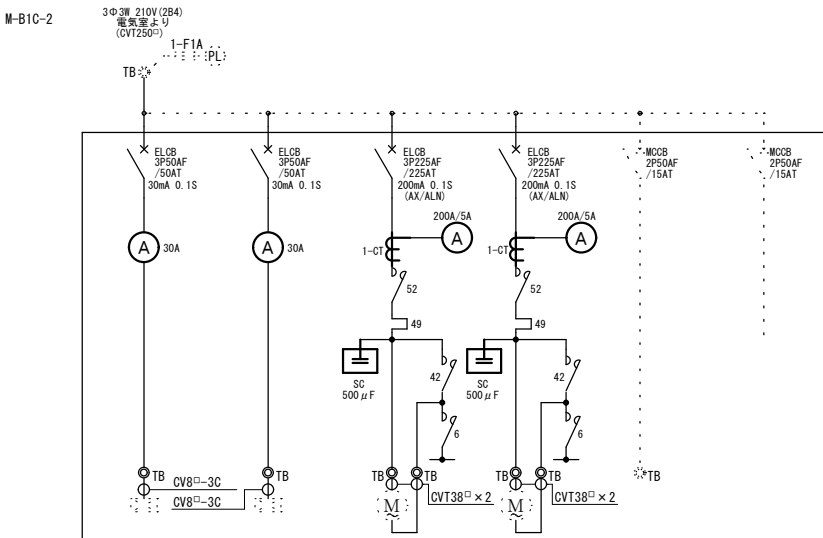 M-B1C-2
3Φ3W 210V(2B4)
電気室より
(CVT250□)
1-F1A
PL
TB
ELCB
3P50AF
/50AT
30mA 0.1S
ELCB
3P50AF
/50AT
30mA 0.1S
ELCB
3P225AF
/225AT
200mA 0.1S
(AX/ALN)
ELCB
3P225AF
/225AT
200mA 0.1S
(AX/ALN)
MCCB
2P50AF
/15AT
MCCB
2P50AF
/15AT
A 30A
A 30A
200A/5A
A
1-CT
200A/5A
A
1-CT
52
52
49
49
SC
500μF
42
6
SC
500μF
42
6
TB
TB
TB
TB
TB
TB
TB
CV8□-3C
CV8□-3C
M
CVT38□×2
M
CVT38□×2